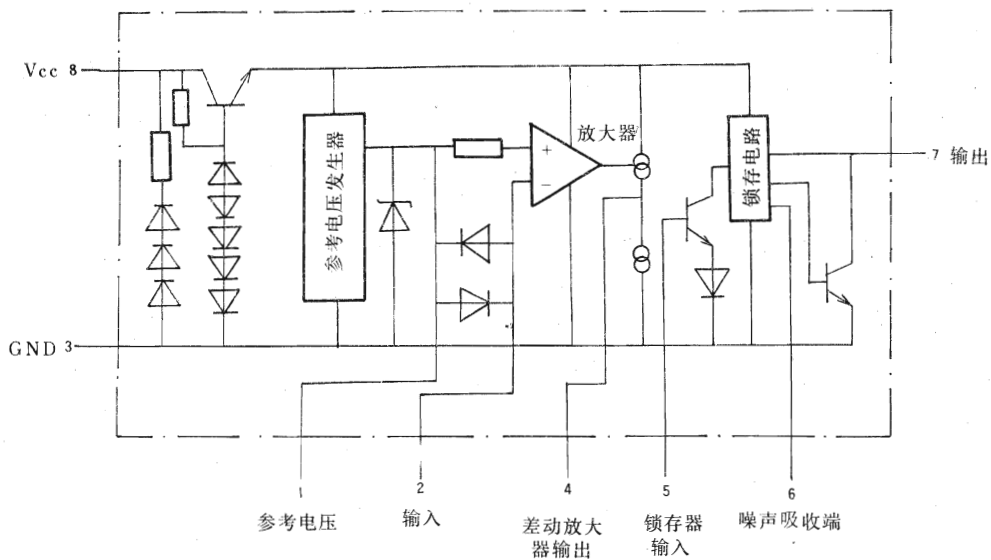 Vcc 8
参考电压发生器
+
−
放大器
锁存电路
7 输出
GND 3
1
参考电压
2
输入
4
差动放大
器输出
5
锁存器
输入
6
噪声吸收端